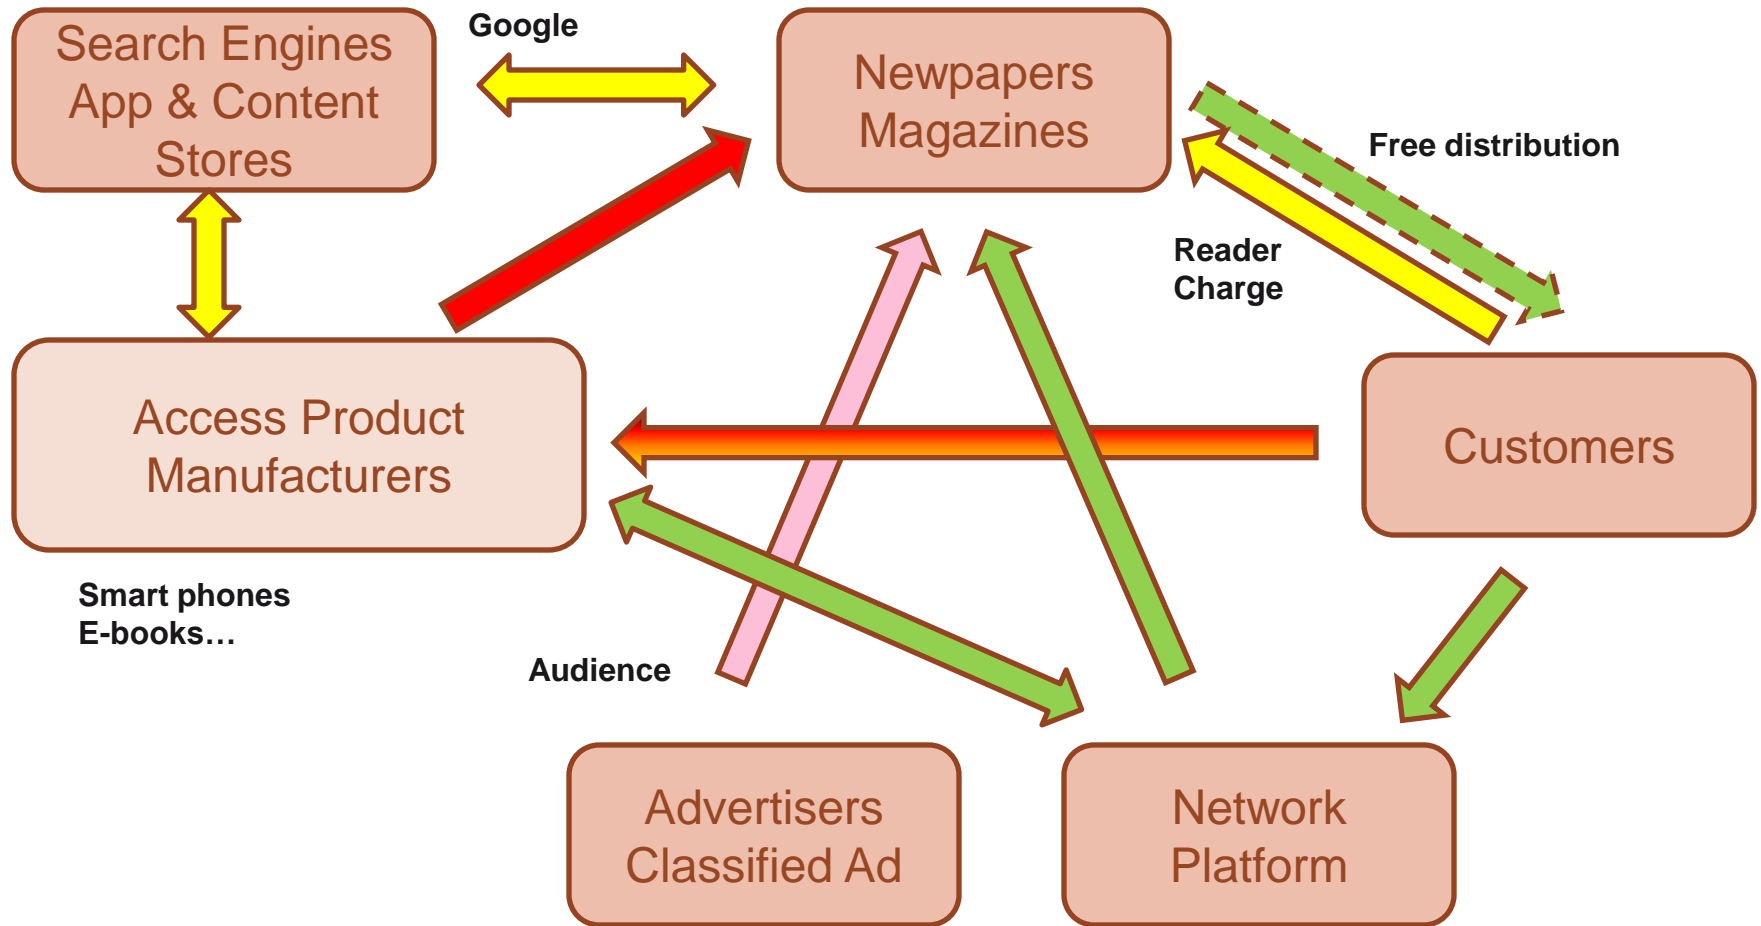 Search Engines
App & Content
Stores
Google
Newpapers
Magazines
Free distribution
Reader
Charge
Access Product
Manufacturers
Customers
Smart phones
E-books…
Audience
Advertisers
Classified Ad
Network
Platform